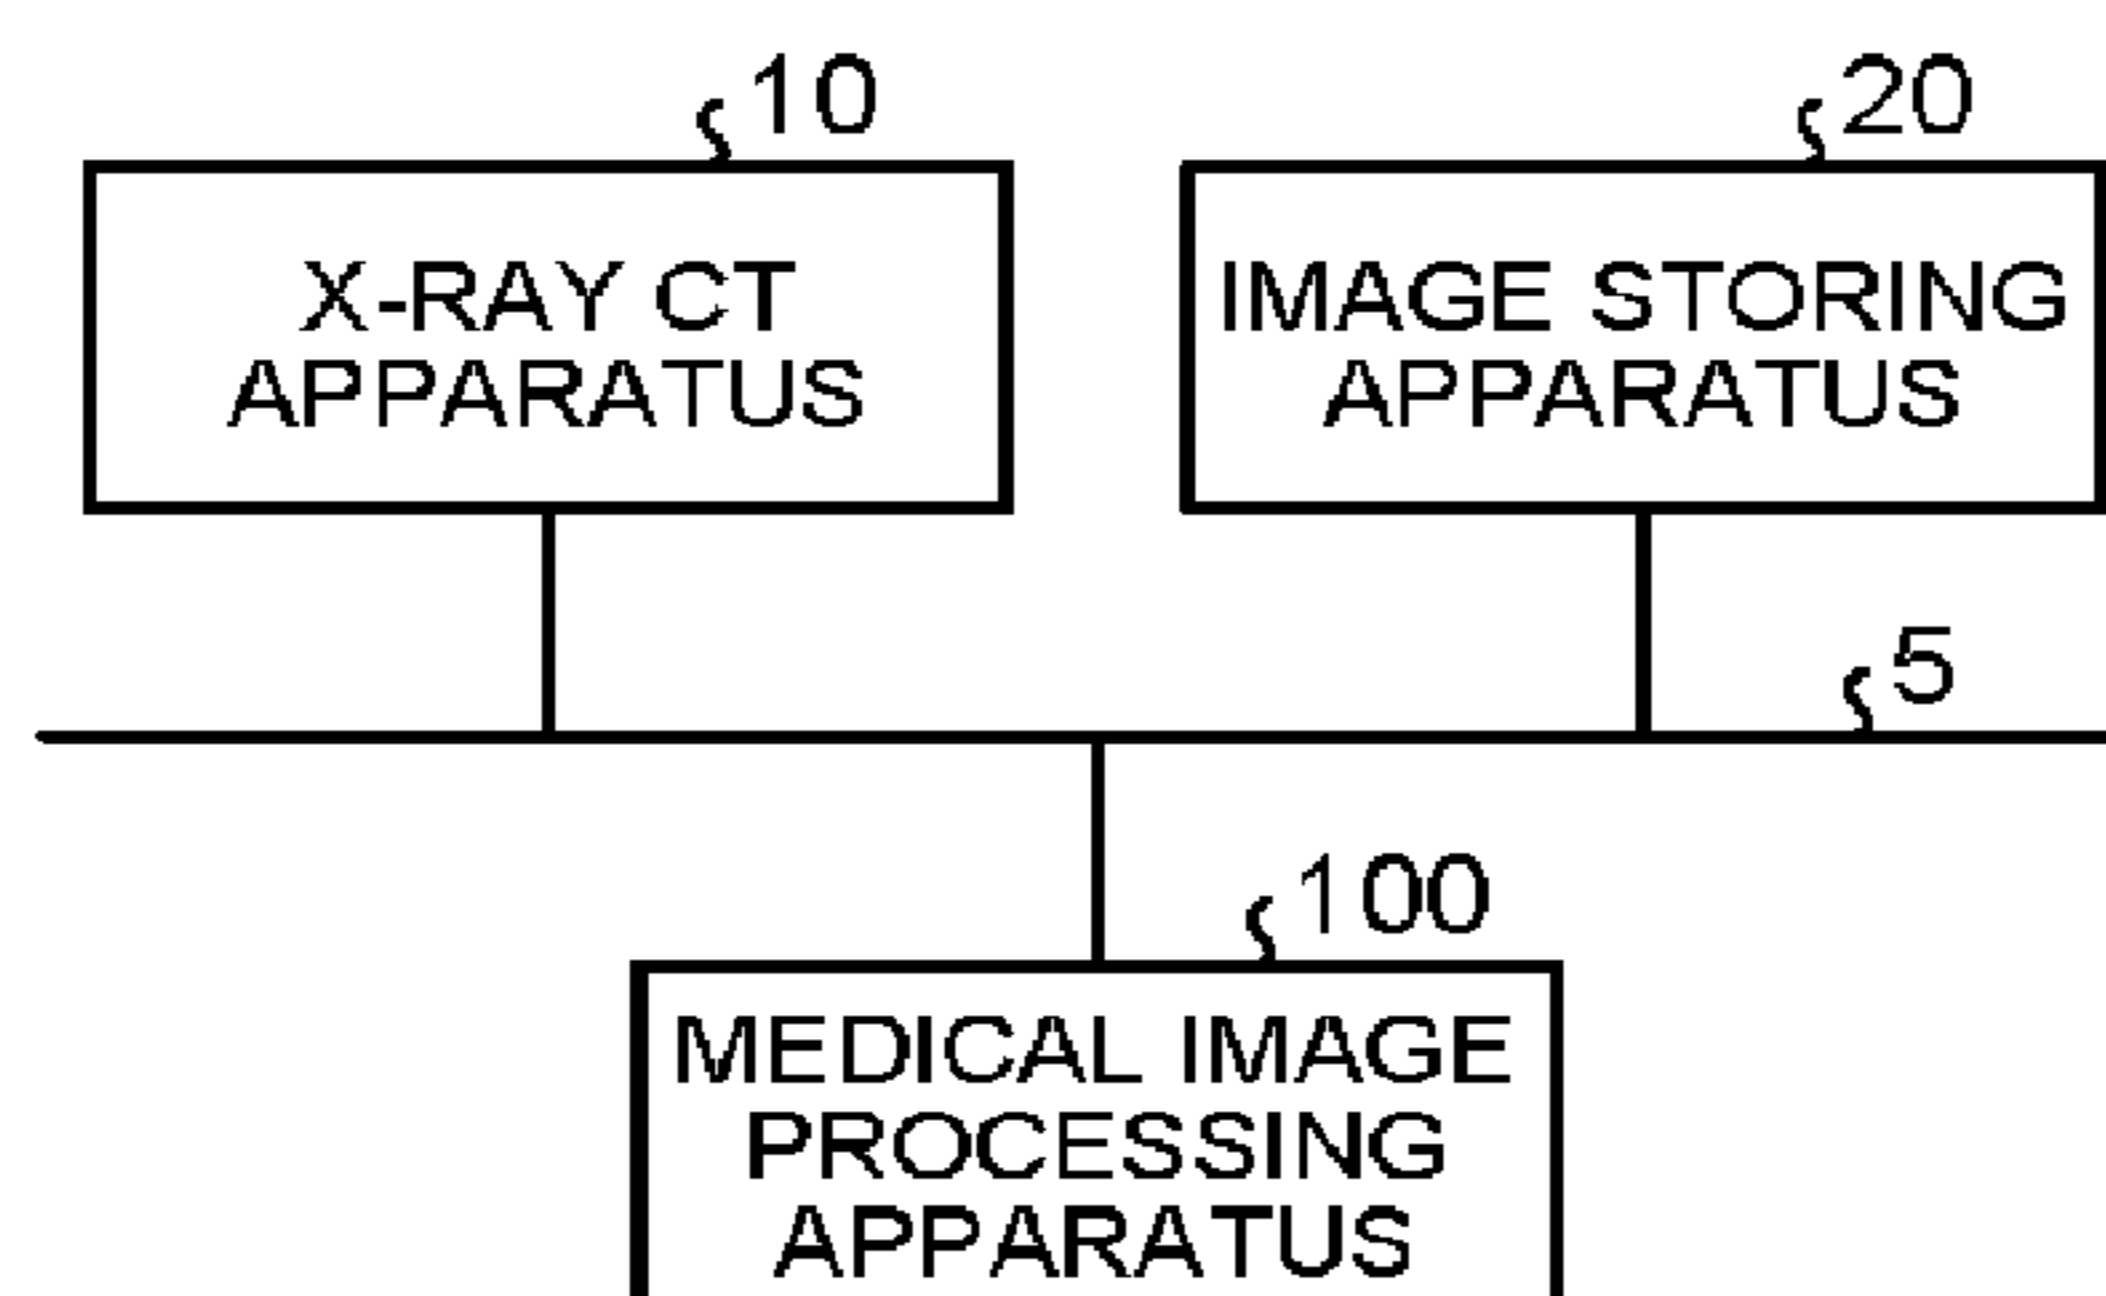 10
20
X-RAY CT
APPARATUS
IMAGE STORING
APPARATUS
5
100
MEDICAL IMAGE
PROCESSING
APPARATUS